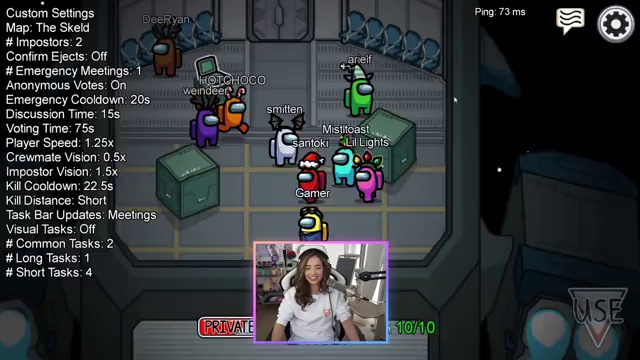 Custom Settings
Map: The Skeld
# Impostors: 2
Confirm Ejects: Off
# Emergency Meetings: 1
Anonymous Votes: On
Emergency Cooldown: 20s
Discussion Time: 15s
Voting Time: 75s
Player Speed: 1.25x
Crewmate Vision: 0.5x
Impostor Vision: 1.5x
Kill Cooldown: 22.5s
Kill Distance: Short
Task Bar Updates: Meetings
Visual Tasks: Off
# Common Tasks: 2
# Long Tasks: 1
# Short Tasks: 4
Ping: 73 ms
DeeRyan
arieif
HOTCHOCO
weindeer
smitten
Mistltoast
santoki
Lil Lights
Gamer
PRIVATE
10/10
USE